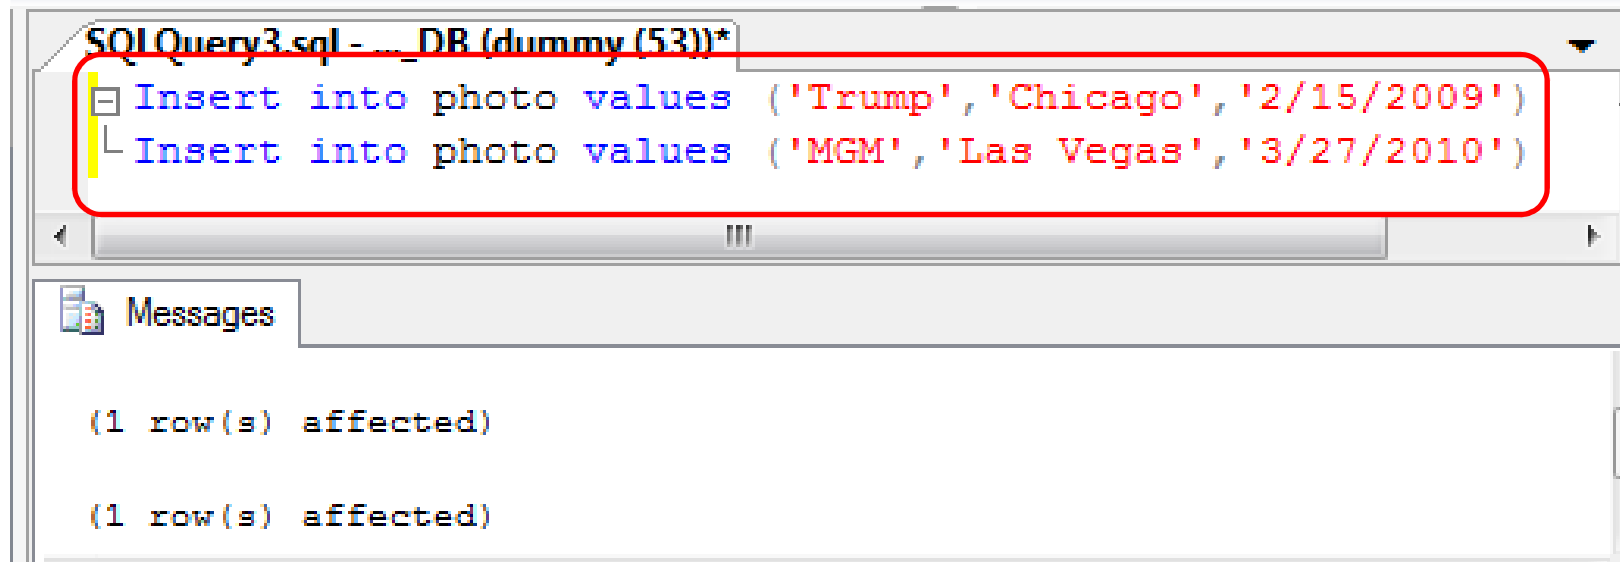 SQLQuery3.sql - ..._DB (dummy (53))*
Insert into photo values ('Trump','Chicago','2/15/2009')
Insert into photo values ('MGM','Las Vegas','3/27/2010')
Messages
(1 row(s) affected)
(1 row(s) affected)